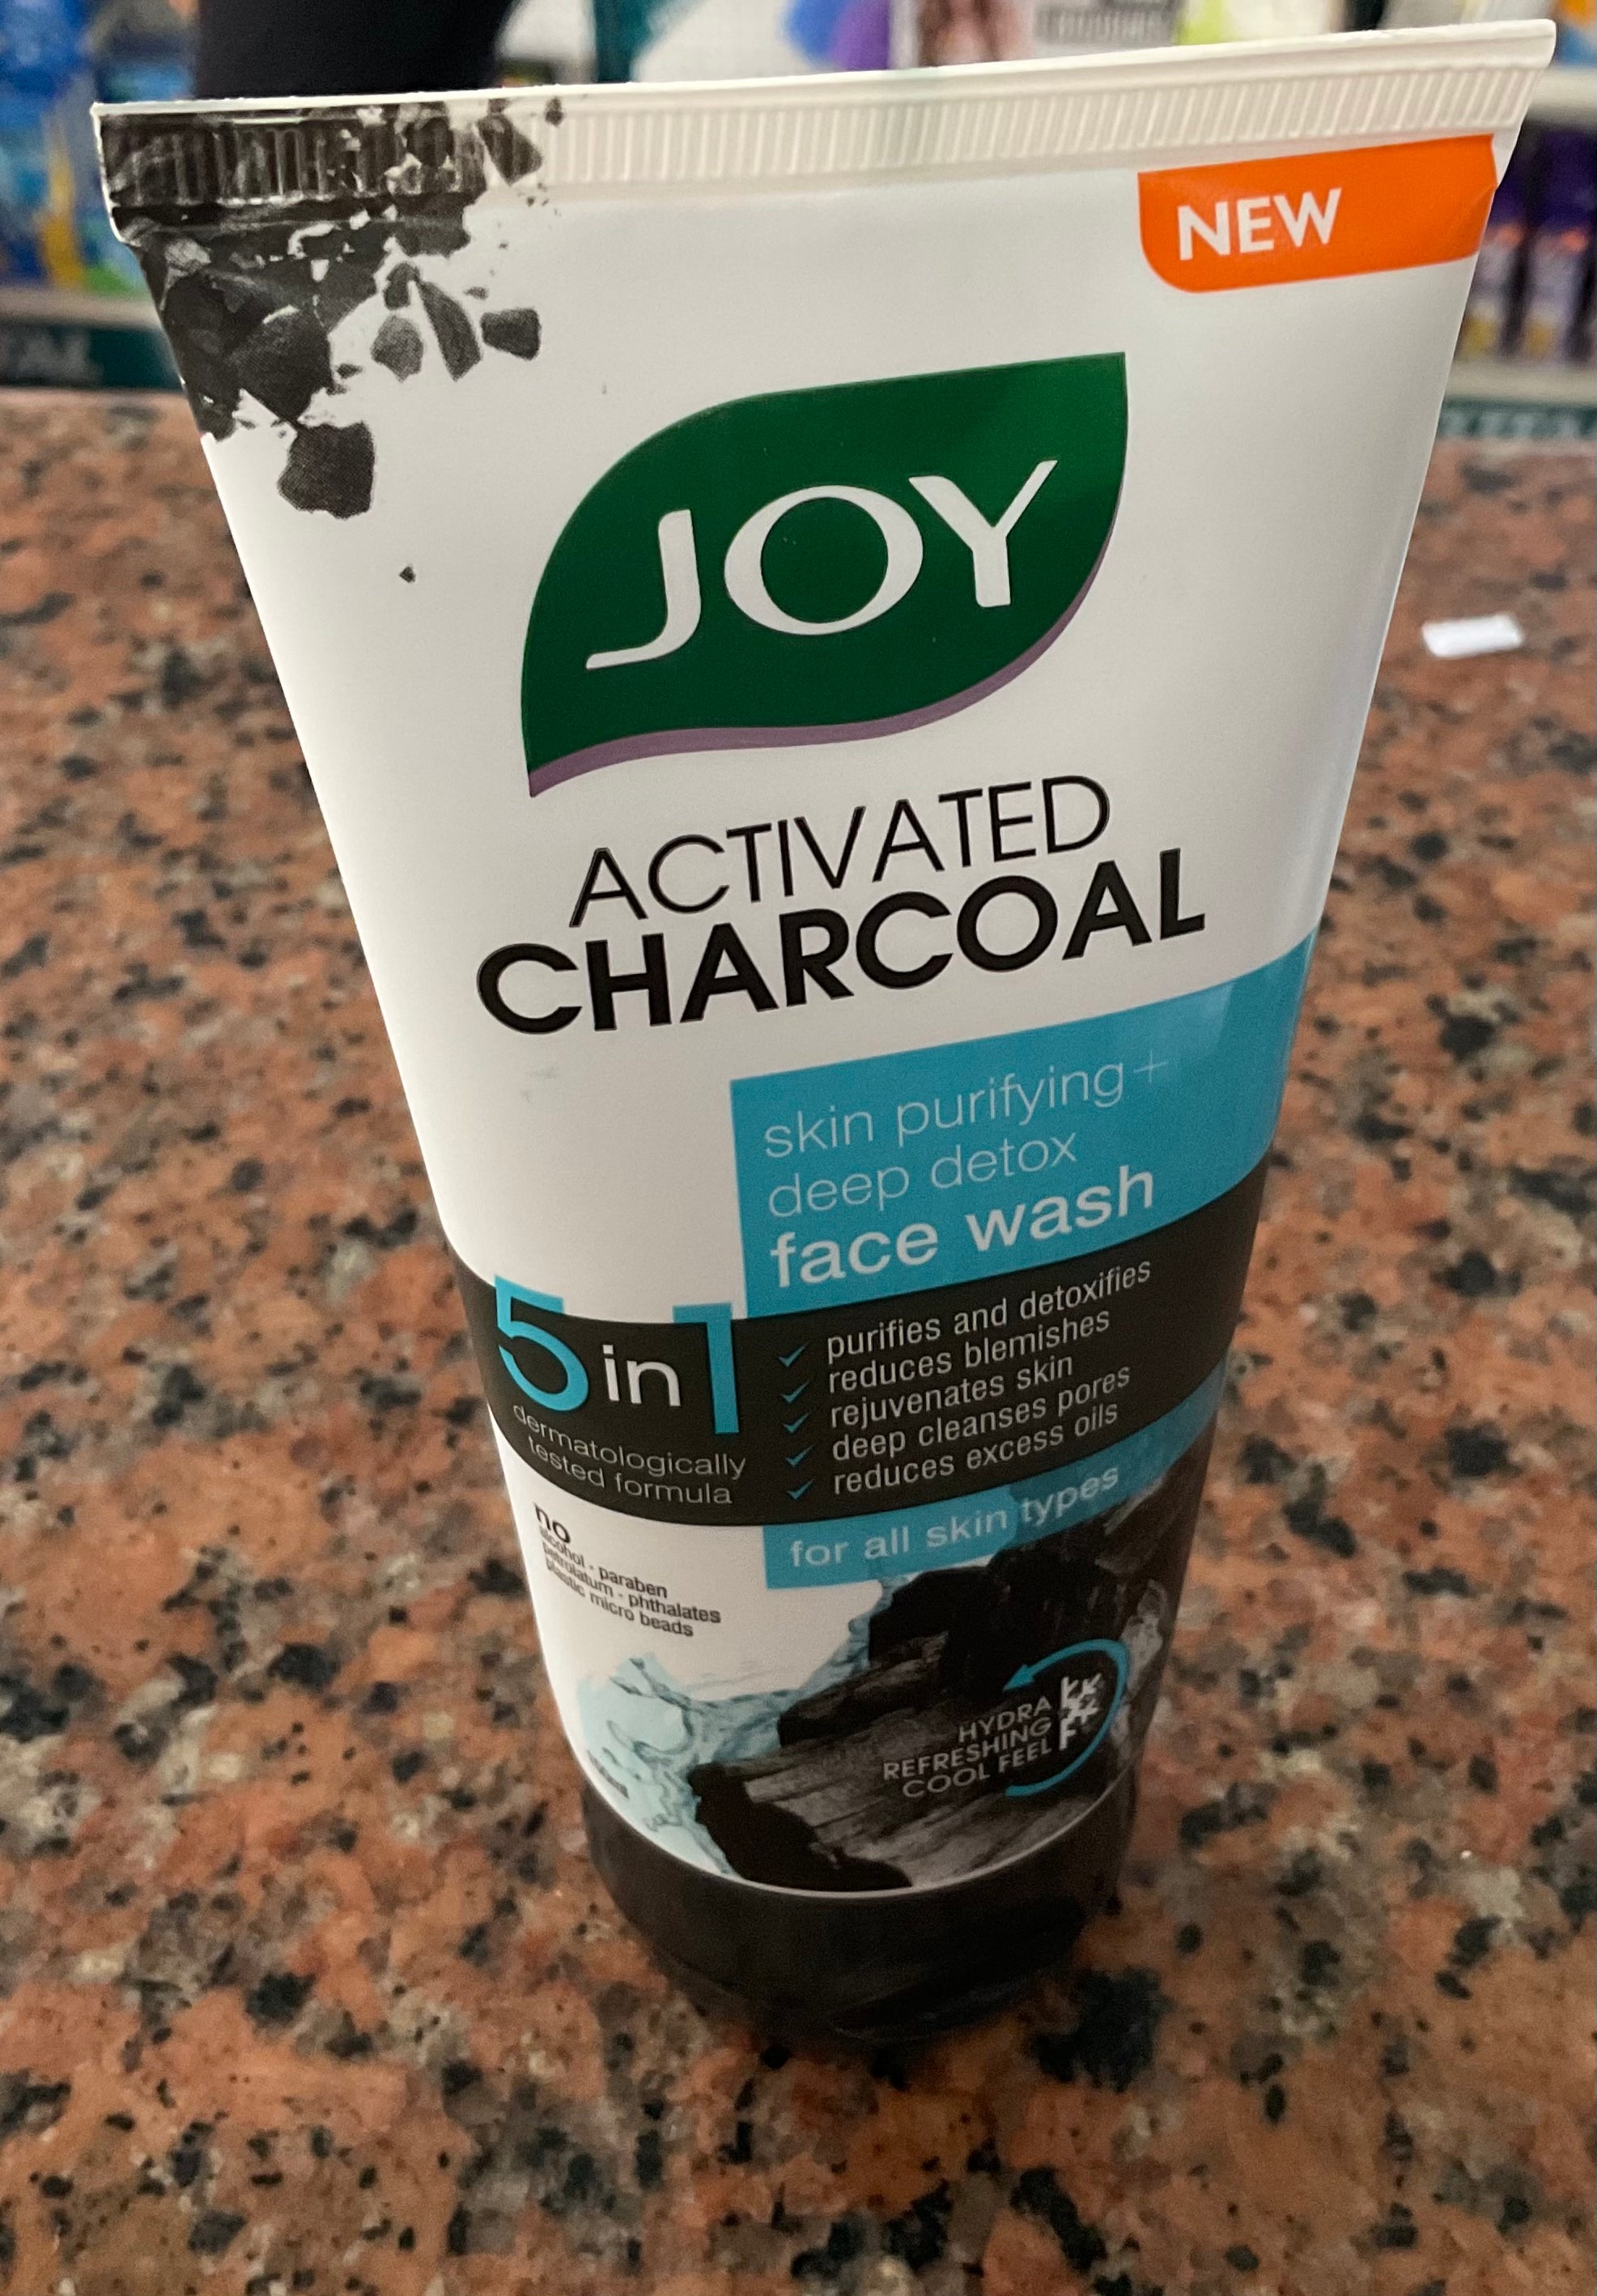 NEW
JOY
ACTIVATED
CHARCOAL
skin purifying+
deep detox
face wash
5 in 1
dermatologically
tested formula
purifies and detoxifies
reduces blemishes
rejuvenates skin
deep cleanses pores
reduces excess oils
for all skin types
no
alcohol - paraben
petrolatum - phthalates
plastic micro beads
HYDRA
REFRESHING
COOL FEEL